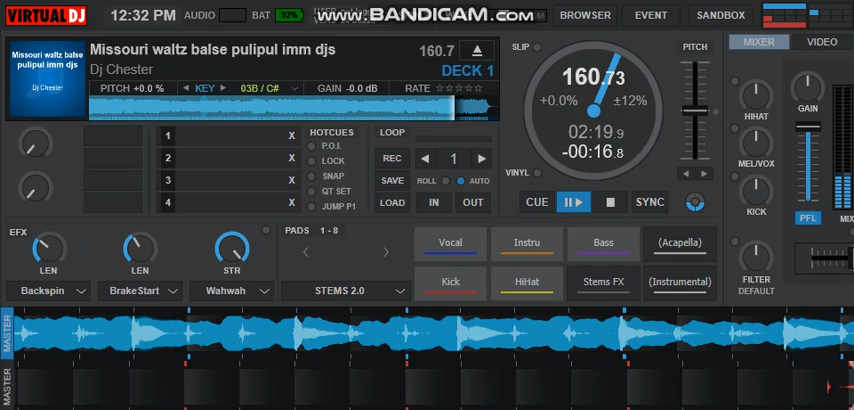 VIRTUAL DJ 12:32 PM AUDIO BAT 92% www.BANDICAM.com BROWSER EVENT SANDBOX
Missouri waltz balse pulipul imm djs
Dj Chester
Missouri waltz balse pulipul imm djs 160.7
Dj Chester DECK 1
PITCH +0.0 % KEY 03B / C# GAIN -0.0 dB RATE
SLIP
160.73
+0.0% ±12%
02:19.9
-00:16.8
VINYL
CUE SYNC
PITCH
MIXER VIDEO
1 X
2 X
3 X
4 X
HOTCUES
P.O.I.
LOCK
SNAP
QT SET
JUMP P1
LOOP
REC 1
SAVE ROLL AUTO
LOAD IN OUT
HIHAT
MEL/VOX
KICK
FILTER
DEFAULT
GAIN
PFL
EFX
LEN LEN STR
Backspin BrakeStart Wahwah
PADS 1 - 8
STEMS 2.0
Vocal Instru Bass (Acapella)
Kick HiHat Stems FX (Instrumental)
MASTER
MASTER